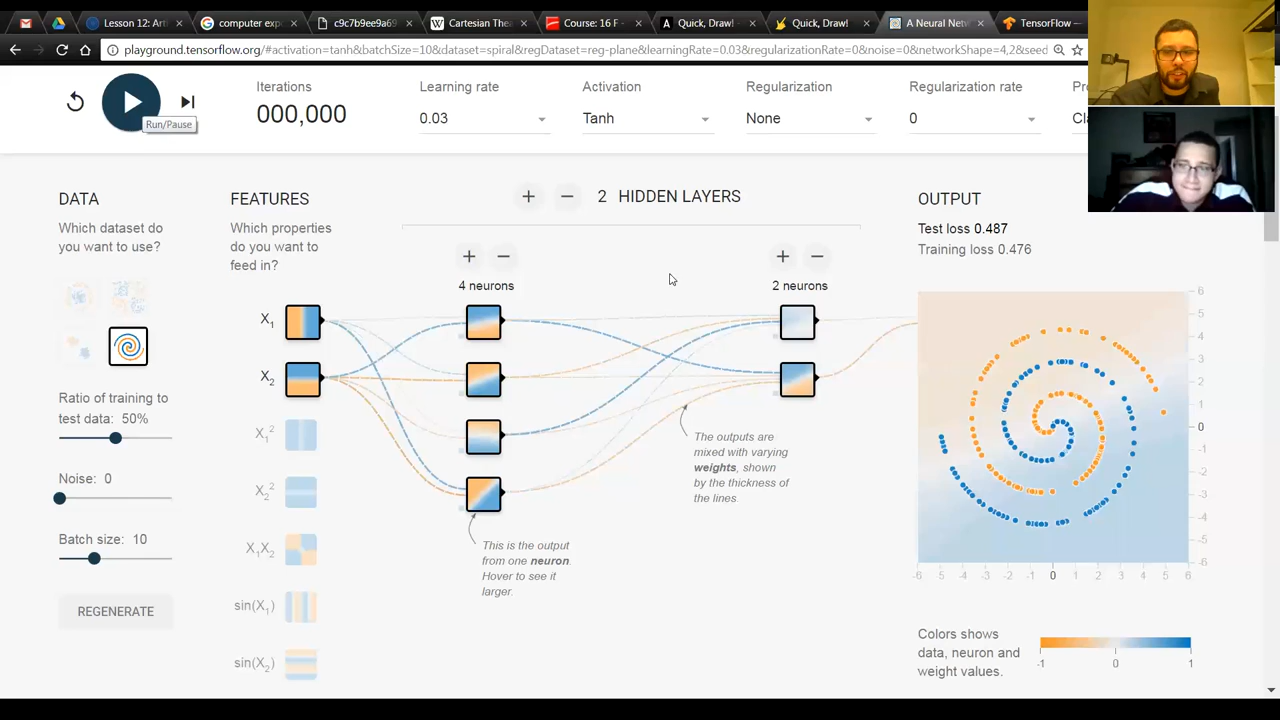 Lesson 12: Arti
computer exp
c9c7b9ee9a69
Cartesian Thea
Course: 16 F -
Quick, Draw!
Quick, Draw!
A Neural Netw
TensorFlow —
playground.tensorflow.org/#activation=tanh&batchSize=10&dataset=spiral&regDataset=reg-plane&learningRate=0.03&regularizationRate=0&noise=0&networkShape=4,2&seed
Iterations
000,000
Learning rate
0.03
Activation
Tanh
Regularization
None
Regularization rate
0
Pro
Cla
Run/Pause
DATA
Which dataset do
you want to use?
Ratio of training to
test data: 50%
Noise: 0
Batch size: 10
REGENERATE
FEATURES
Which properties
do you want to
feed in?
X1
X2
X1²
X2²
X1X2
sin(X1)
sin(X2)
+ − 2 HIDDEN LAYERS
+ −
4 neurons
+ −
2 neurons
The outputs are
mixed with varying
weights, shown
by the thickness of
the lines.
This is the output
from one neuron.
Hover to see it
larger.
OUTPUT
Test loss 0.487
Training loss 0.476
6
5
4
3
2
1
0
-1
-2
-3
-4
-5
-6
-6 -5 -4 -3 -2 -1 0 1 2 3 4 5 6
Colors shows
data, neuron and
weight values.
-1 0 1